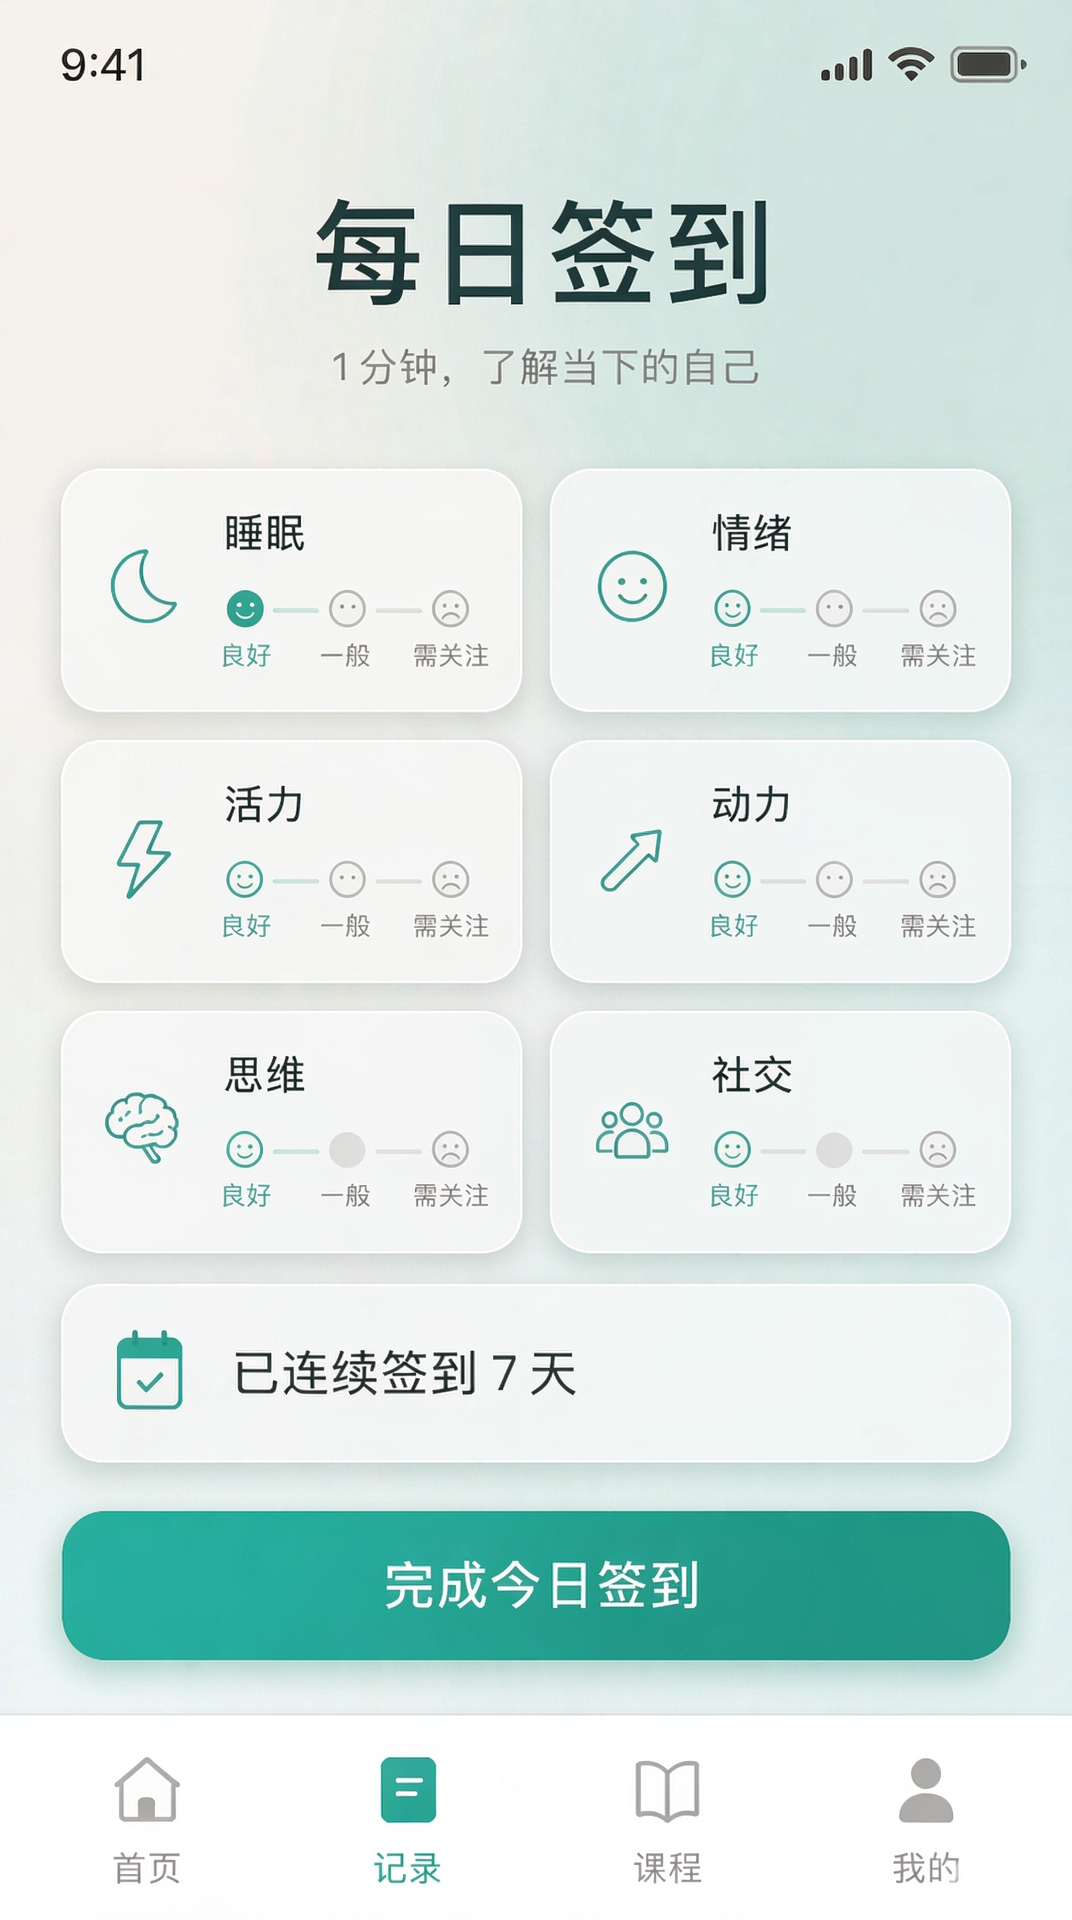 9:41
每日签到
1 分钟，了解当下的自己
睡眠
良好 一般 需关注
情绪
良好 一般 需关注
活力
良好 一般 需关注
动力
良好 一般 需关注
思维
良好 一般 需关注
社交
良好 一般 需关注
已连续签到 7 天
完成今日签到
首页 记录 课程 我的